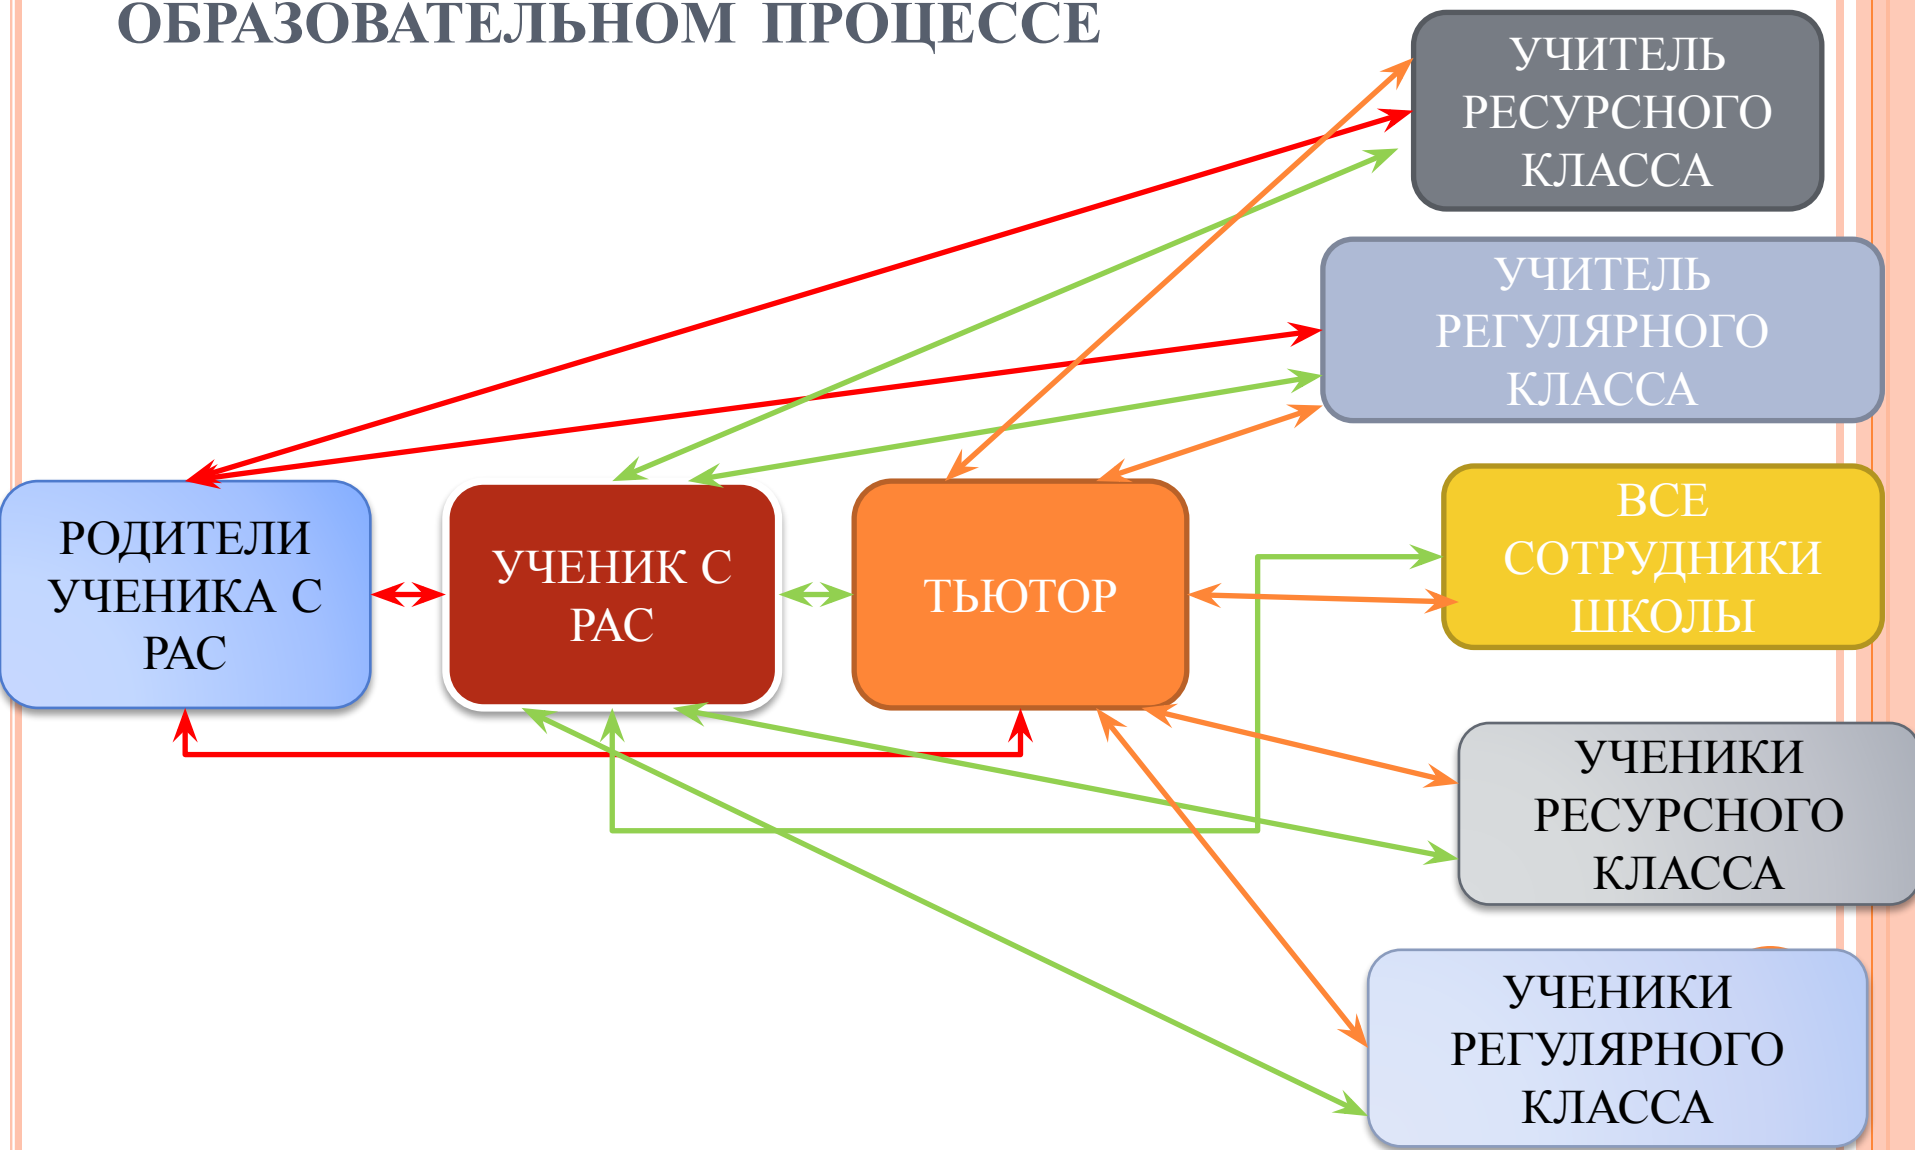 ОБРАЗОВАТЕЛЬНОМ ПРОЦЕССЕ
УЧИТЕЛЬ
РЕСУРСНОГО
КЛАССА
УЧИТЕЛЬ
РЕГУЛЯРНОГО
КЛАССА
РОДИТЕЛИ
УЧЕНИКА С
РАС
УЧЕНИК С
РАС
ТЬЮТОР
ВСЕ
СОТРУДНИКИ
ШКОЛЫ
УЧЕНИКИ
РЕСУРСНОГО
КЛАССА
УЧЕНИКИ
РЕГУЛЯРНОГО
КЛАССА